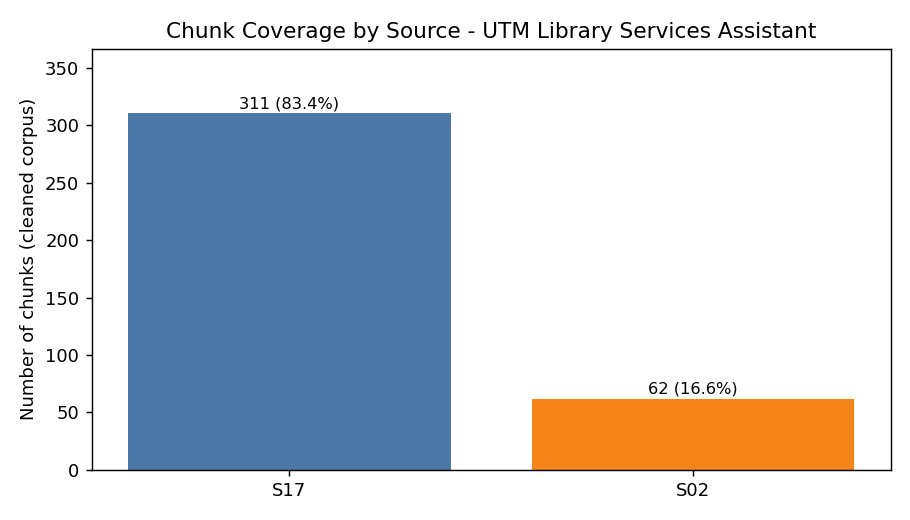 Chunk Coverage by Source - UTM Library Services Assistant
Number of chunks (cleaned corpus)
350
300
250
200
150
100
50
0
311 (83.4%)
62 (16.6%)
S17
S02